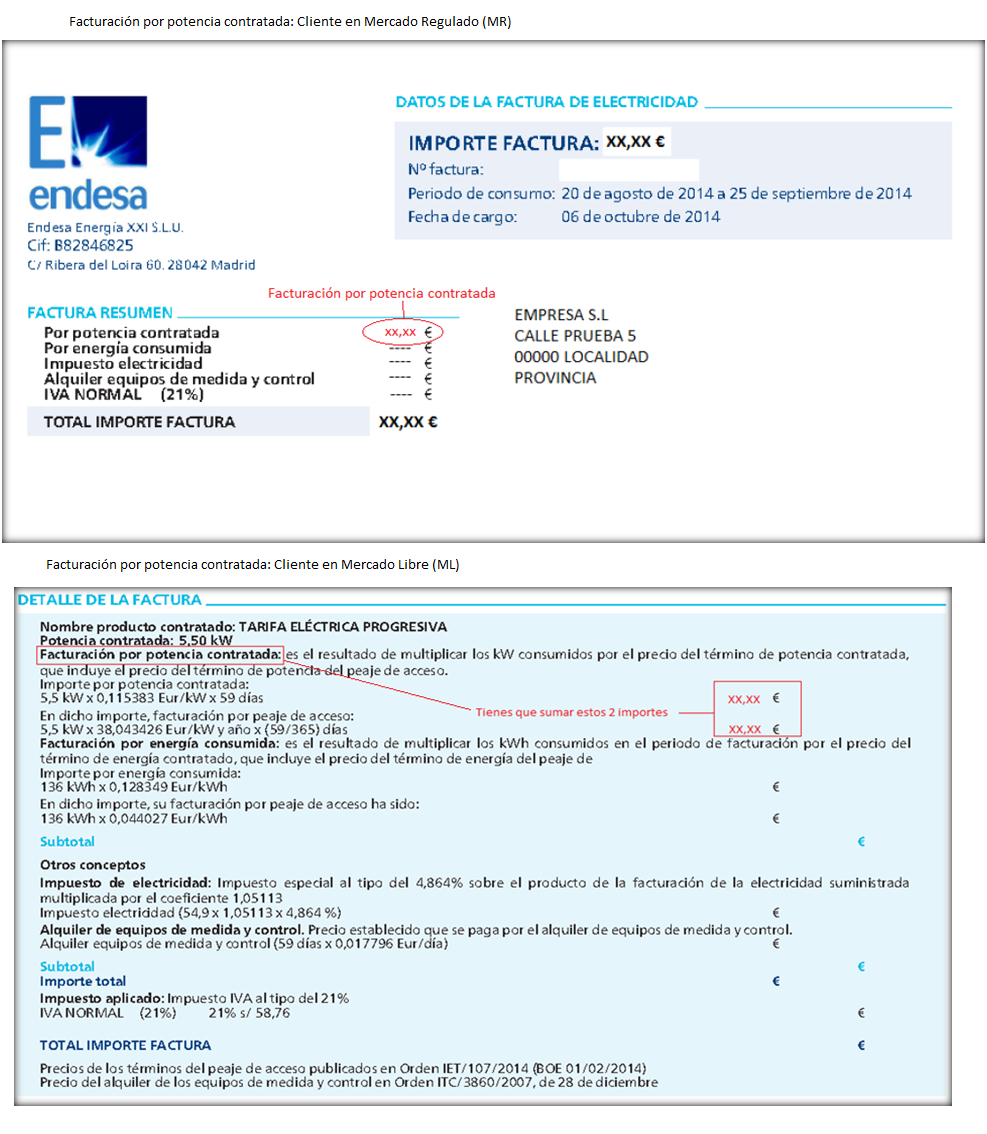 Facturación por potencia contratada: Cliente en Mercado Regulado (MR)
endesa
Endesa Energía XXI S.L.U.
Cif: B82846825
C/ Ribera del Loira 60. 28042 Madrid
DATOS DE LA FACTURA DE ELECTRICIDAD
IMPORTE FACTURA: XX,XX €
Nº factura:
Periodo de consumo: 20 de agosto de 2014 a 25 de septiembre de 2014
Fecha de cargo: 06 de octubre de 2014
Facturación por potencia contratada
FACTURA RESUMEN
Por potencia contratada xx,xx €
Por energía consumida ---- €
Impuesto electricidad ---- €
Alquiler equipos de medida y control ---- €
IVA NORMAL (21%) ---- €
TOTAL IMPORTE FACTURA XX,XX €
EMPRESA S.L
CALLE PRUEBA 5
00000 LOCALIDAD
PROVINCIA
Facturación por potencia contratada: Cliente en Mercado Libre (ML)
DETALLE DE LA FACTURA
Nombre producto contratado: TARIFA ELÉCTRICA PROGRESIVA
Potencia contratada: 5,50 kW
Facturación por potencia contratada: es el resultado de multiplicar los kW consumidos por el precio del término de potencia contratada,
que incluye el precio del término de potencia del peaje de acceso.
Importe por potencia contratada:
5,5 kW x 0,115383 Eur/kW x 59 días xx,xx €
Tienes que sumar estos 2 importes
En dicho importe, facturación por peaje de acceso:
5,5 kW x 38,043426 Eur/kW y año x (59/365) días xx,xx €
Facturación por energía consumida: es el resultado de multiplicar los kWh consumidos en el periodo de facturación por el precio del
término de energía contratado, que incluye el precio del término de energía del peaje de
Importe por energía consumida:
136 kWh x 0,128349 Eur/kWh €
En dicho importe, su facturación por peaje de acceso ha sido:
136 kWh x 0,044027 Eur/kWh €
Subtotal €
Otros conceptos
Impuesto de electricidad: Impuesto especial al tipo del 4,864% sobre el producto de la facturación de la electricidad suministrada
multiplicada por el coeficiente 1,05113
Impuesto electricidad (54,9 x 1,05113 x 4,864 %) €
Alquiler de equipos de medida y control. Precio establecido que se paga por el alquiler de equipos de medida y control.
Alquiler equipos de medida y control (59 días x 0,017796 Eur/día) €
Subtotal €
Importe total €
Impuesto aplicado: Impuesto IVA al tipo del 21%
IVA NORMAL (21%) 21% s/ 58,76 €
TOTAL IMPORTE FACTURA €
Precios de los términos del peaje de acceso publicados en Orden IET/107/2014 (BOE 01/02/2014)
Precio del alquiler de los equipos de medida y control en Orden ITC/3860/2007, de 28 de diciembre